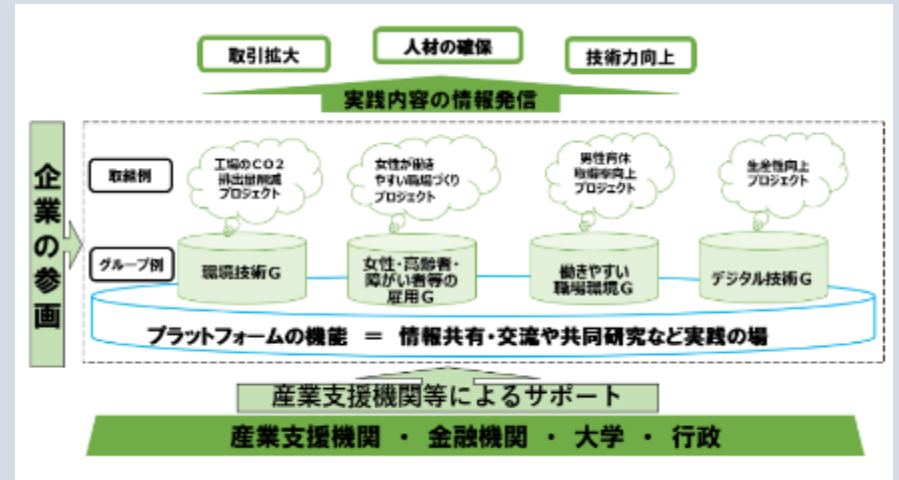 取引拡大
人材の確保
技術力向上
実践内容の情報発信
企業の参画
取組例
工場のCO2
排出量削減
プロジェクト
女性が働き
やすい職場づくり
プロジェクト
男性育休
取得率向上
プロジェクト
生産性向上
プロジェクト
グループ例
環境技術G
女性・高齢者・
障がい者等の
雇用G
働きやすい
職場環境G
デジタル技術G
プラットフォームの機能 = 情報共有・交流や共同研究など実践の場
産業支援機関等によるサポート
産業支援機関 ・ 金融機関 ・ 大学 ・ 行政